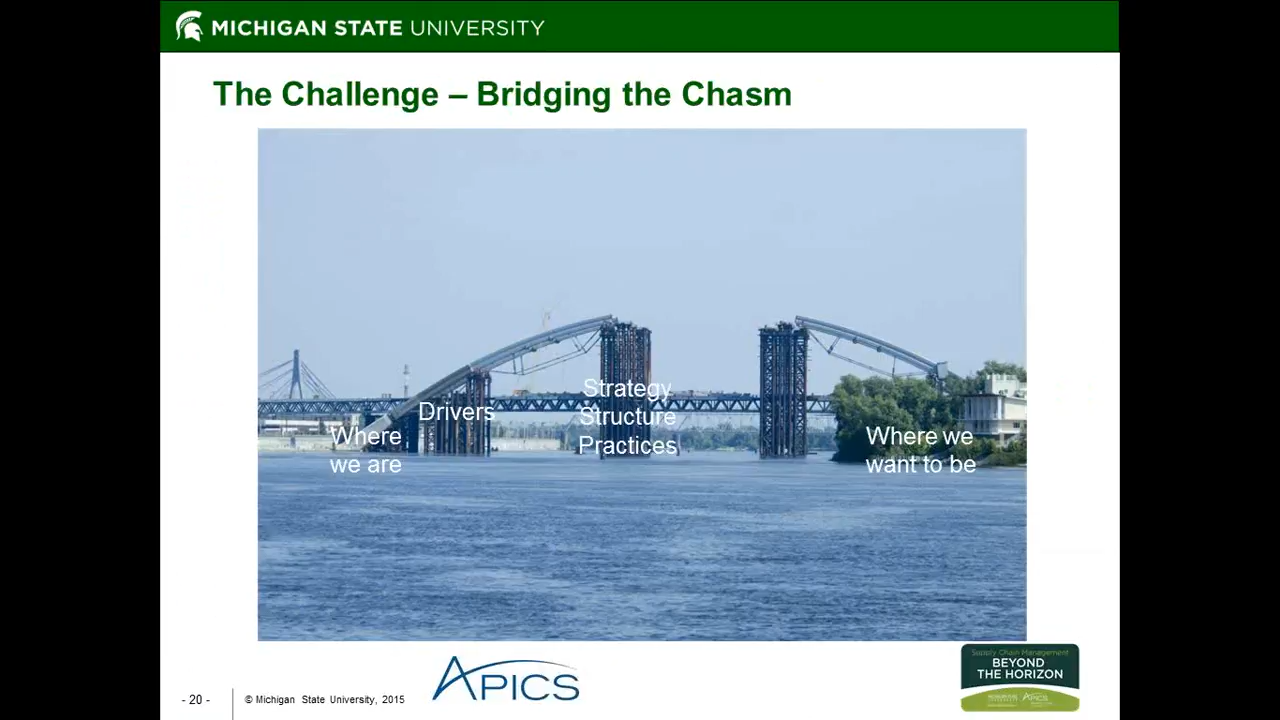 MICHIGAN STATE UNIVERSITY
The Challenge – Bridging the Chasm
Strategy
Drivers
Structure
Where
we are
Practices
Where we
want to be
- 20 -
© Michigan State University, 2015
APICS
Supply Chain Management
BEYOND
THE HORIZON
APICS